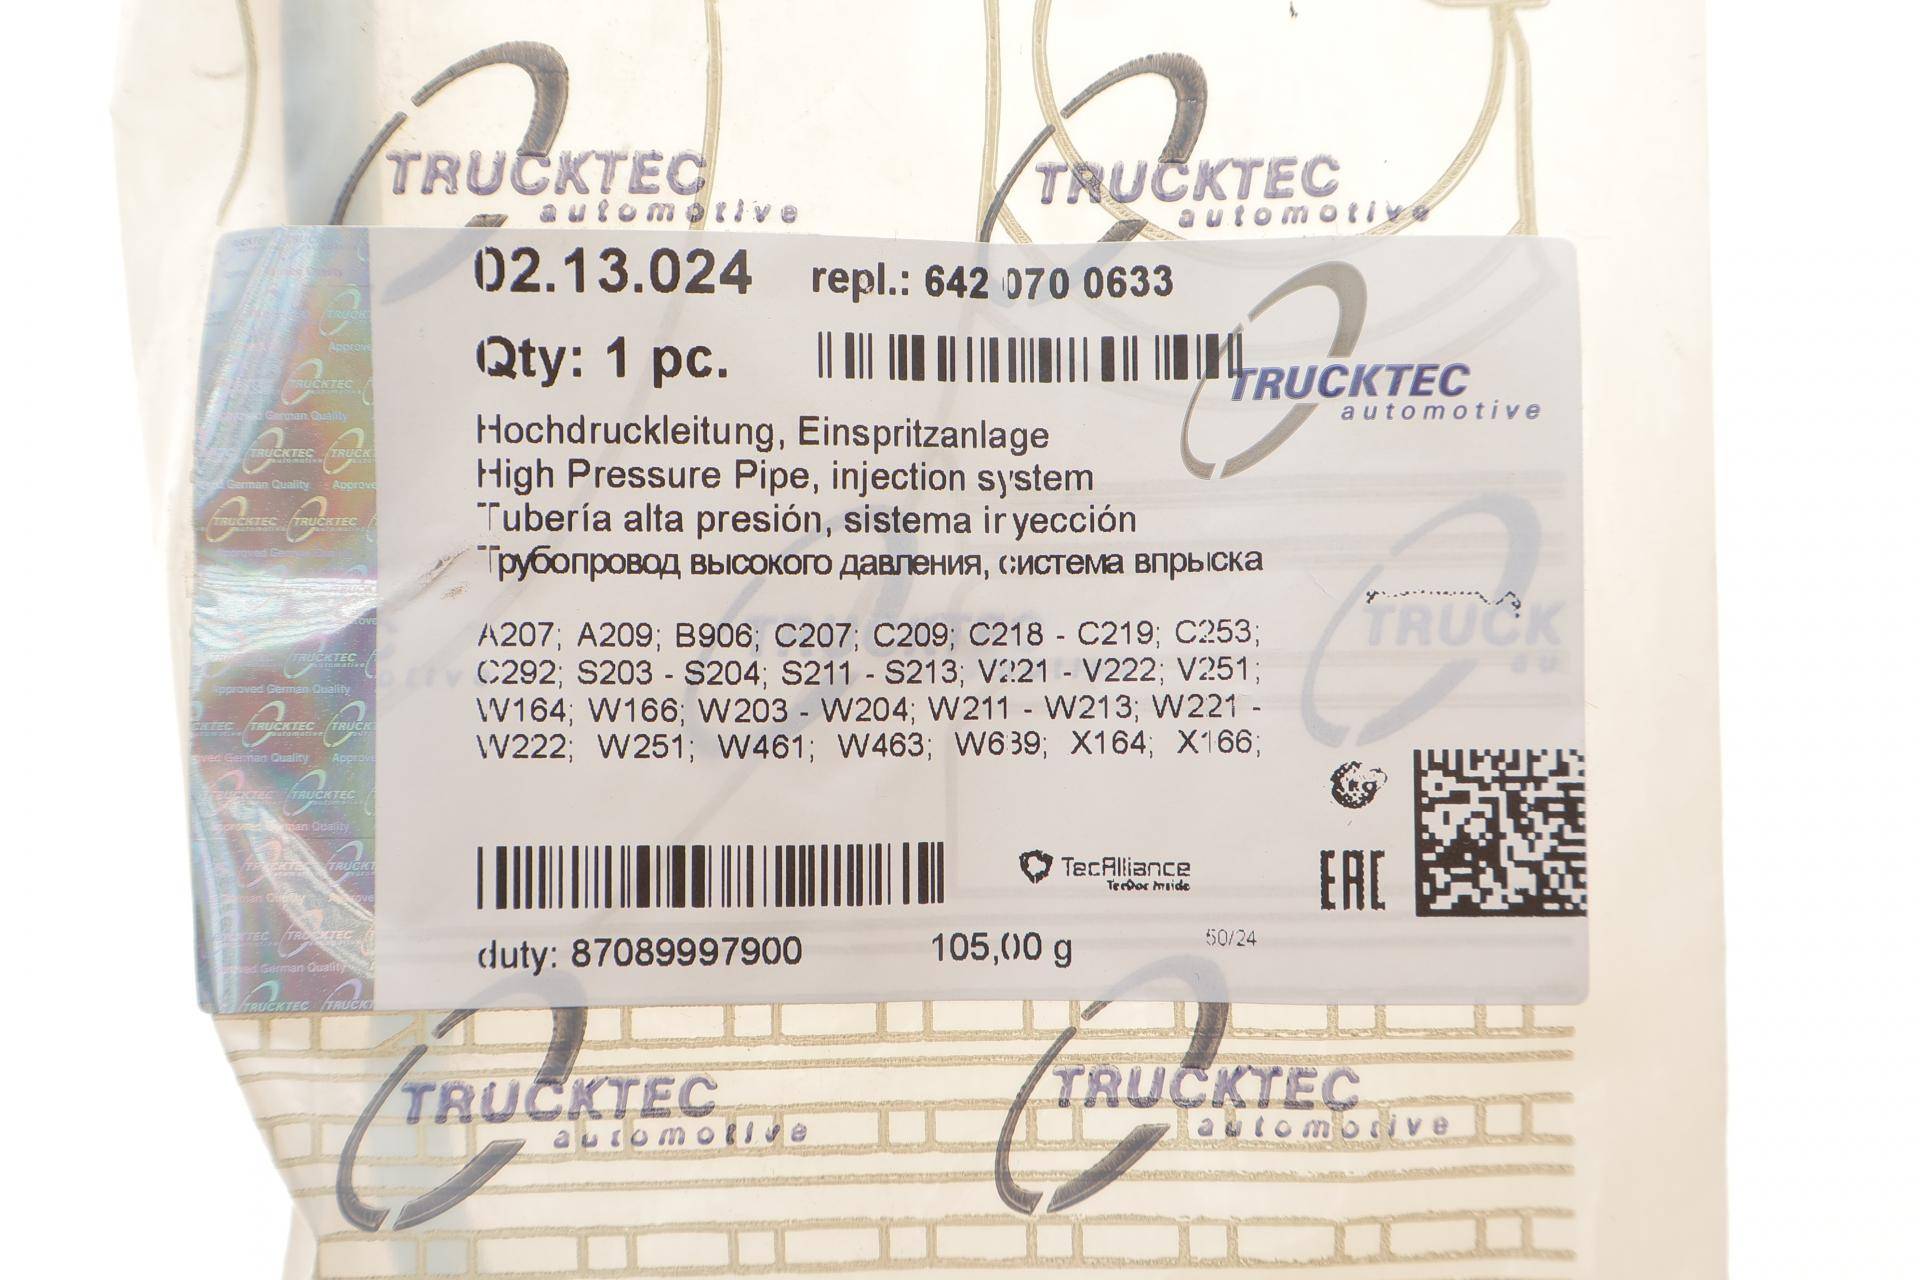 TRUCKTEC TRUCKTEC
automotive automotive
02.13.024 repl.: 642 070 0633
Qty: 1 pc.
TRUCKTEC
automotive
Hochdruckleitung, Einspritzanlage
High Pressure Pipe, injection system
Tubería alta presión, sistema inyección
Трубопровод высокого давления, система впрыска
A207; A209; B906; C207; C209; C218 - C219; C253;
C292; S203 - S204; S211 - S213; V221 - V222; V251;
W164; W166; W203 - W204; W211 - W213; W221 -
W222; W251; W461; W463; W639; X164; X166;
TecAlliance
TecDoc Inside
EAC
duty: 87089997900 105,00 g 50/24
TRUCKTEC TRUCKTEC
automotive automotive